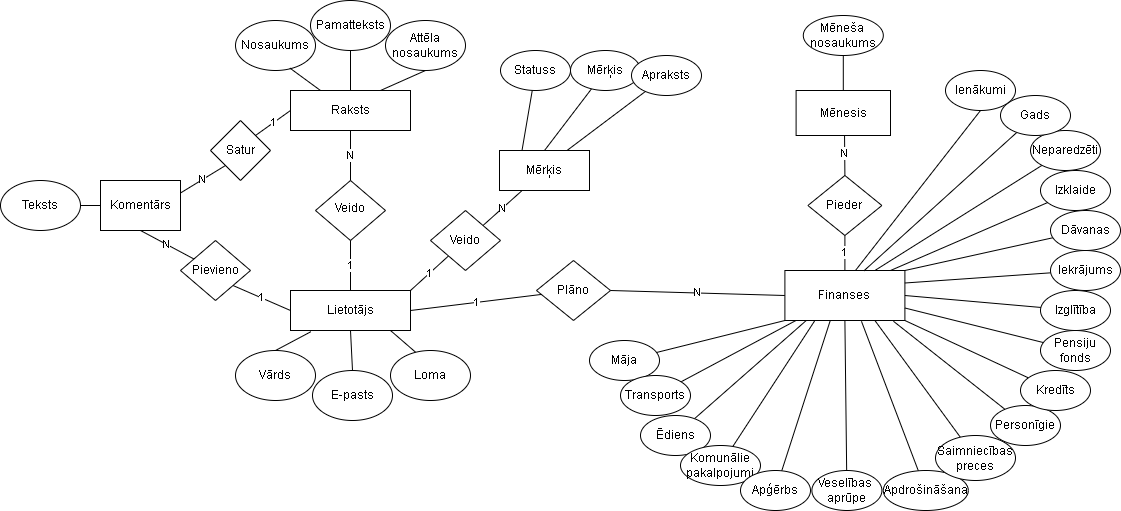 Nosaukums
Pamatteksts
Attēla
nosaukums
Raksts
1
Satur
N
Teksts
Komentārs
N
Pievieno
1
N
Veido
1
Statuss
Mērķis
Apraksts
Mērķis
N
Veido
1
Lietotājs
Vārds
E-pasts
Loma
1
Plāno
N
Mēneša
nosaukums
Mēnesis
N
Pieder
1
Finanses
Ienākumi
Gads
Neparedzēti
Izklaide
Dāvanas
Iekrājums
Izglītība
Pensiju
fonds
Kredīts
Personīgie
Saimniecības
preces
Apdrošināšana
Veselības
aprūpe
Apģērbs
Komunālie
pakalpojumi
Ēdiens
Transports
Māja